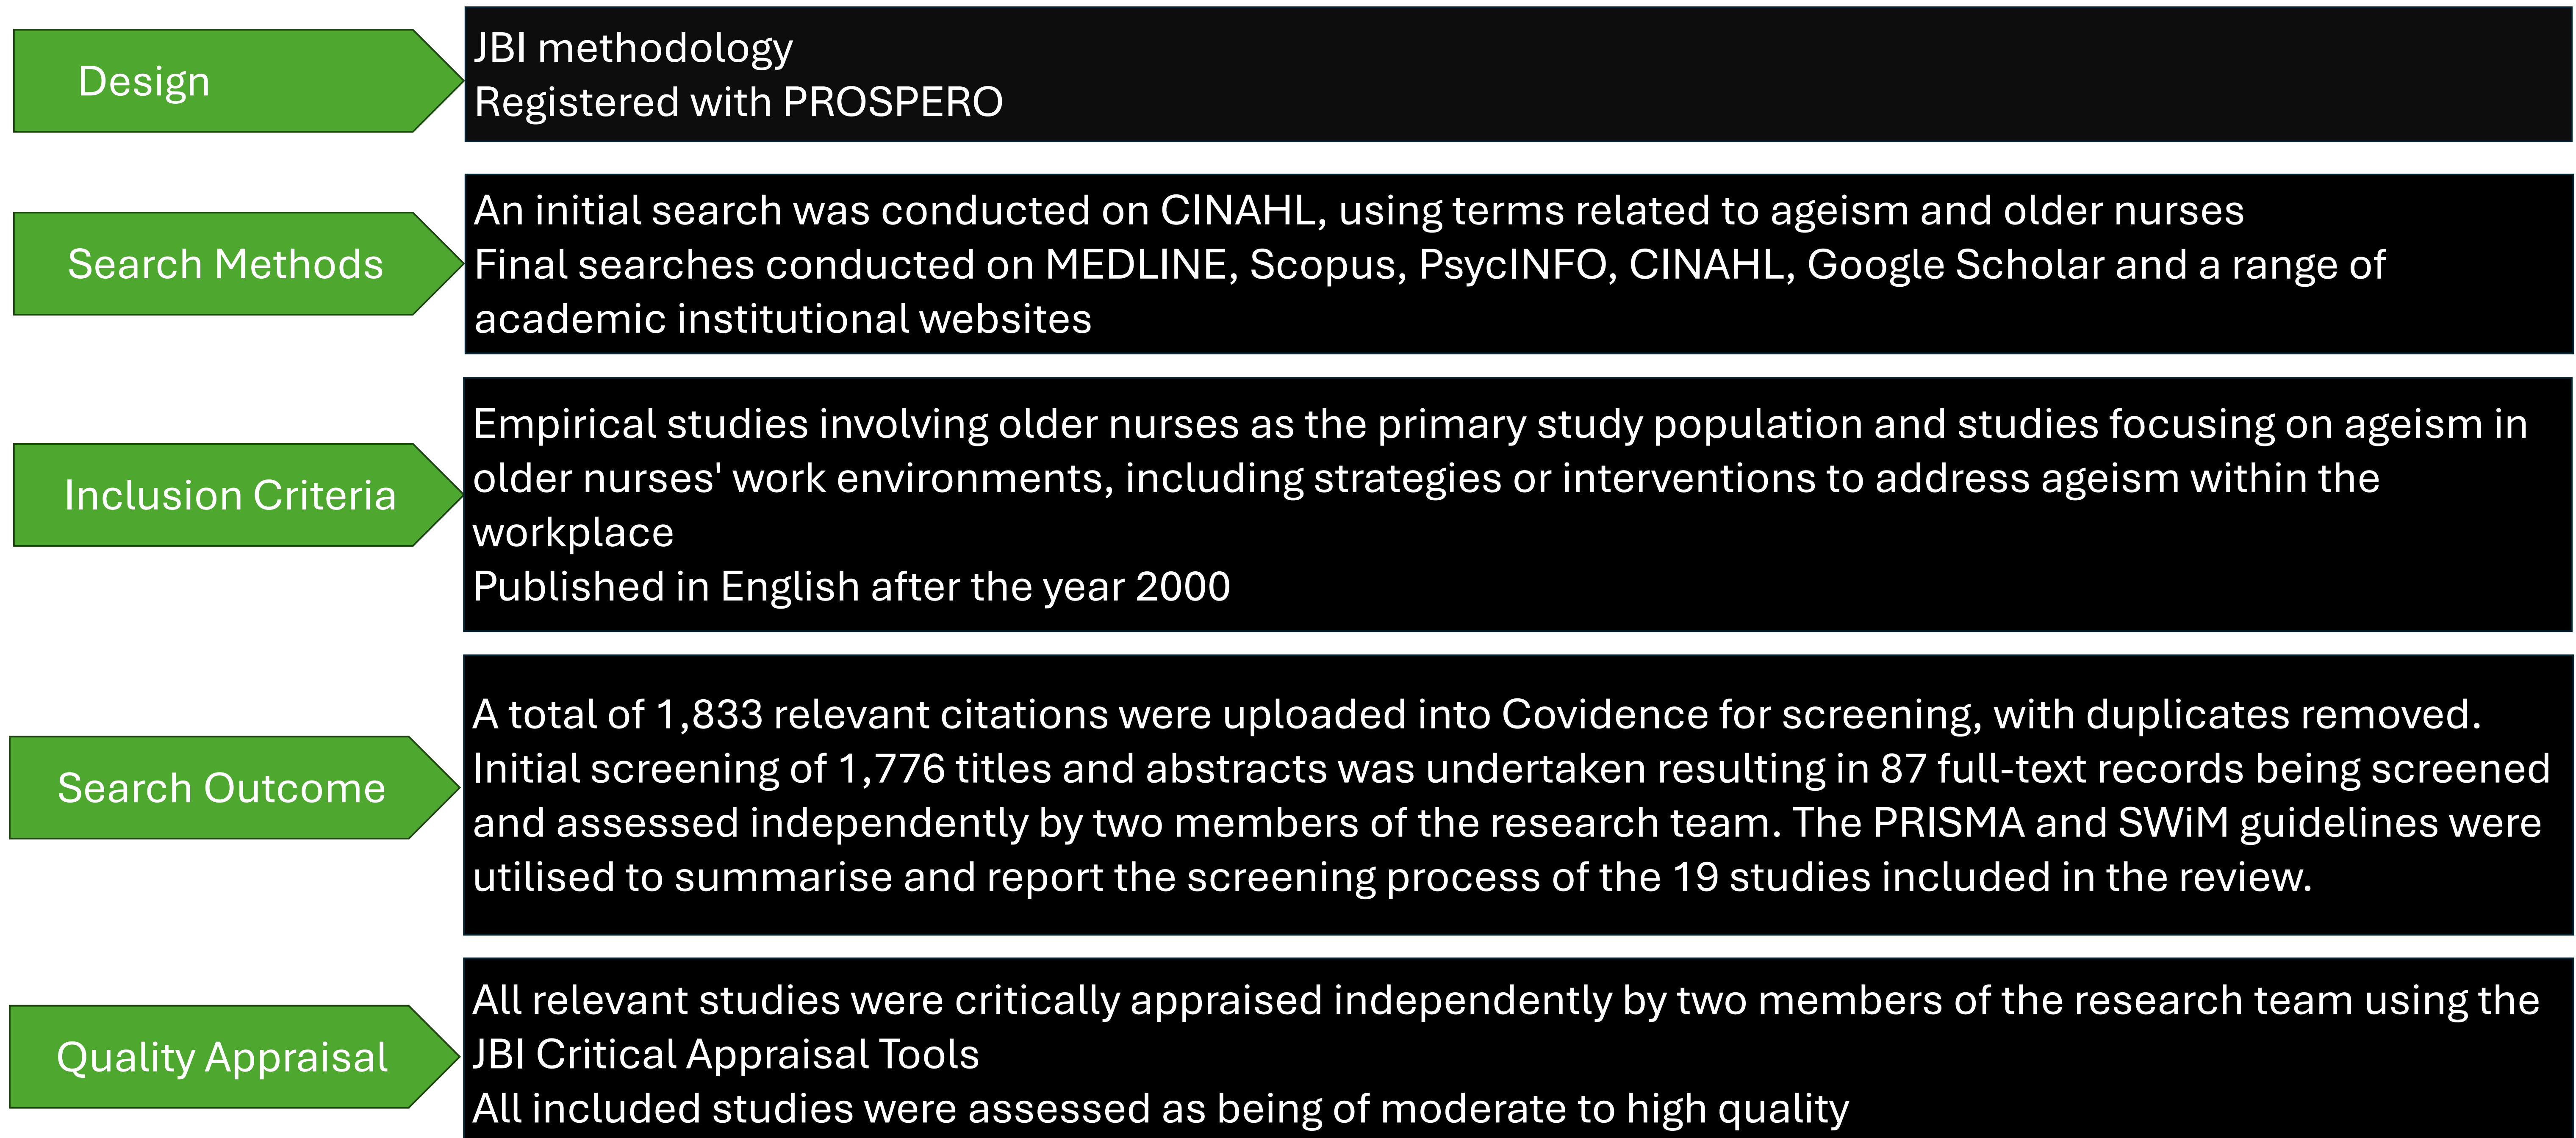 Design
JBI methodology
Registered with PROSPERO
Search Methods
An initial search was conducted on CINAHL, using terms related to ageism and older nurses
Final searches conducted on MEDLINE, Scopus, PsycINFO, CINAHL, Google Scholar and a range of
academic institutional websites
Inclusion Criteria
Empirical studies involving older nurses as the primary study population and studies focusing on ageism in
older nurses' work environments, including strategies or interventions to address ageism within the
workplace
Published in English after the year 2000
Search Outcome
A total of 1,833 relevant citations were uploaded into Covidence for screening, with duplicates removed.
Initial screening of 1,776 titles and abstracts was undertaken resulting in 87 full-text records being screened
and assessed independently by two members of the research team. The PRISMA and SWiM guidelines were
utilised to summarise and report the screening process of the 19 studies included in the review.
Quality Appraisal
All relevant studies were critically appraised independently by two members of the research team using the
JBI Critical Appraisal Tools
All included studies were assessed as being of moderate to high quality